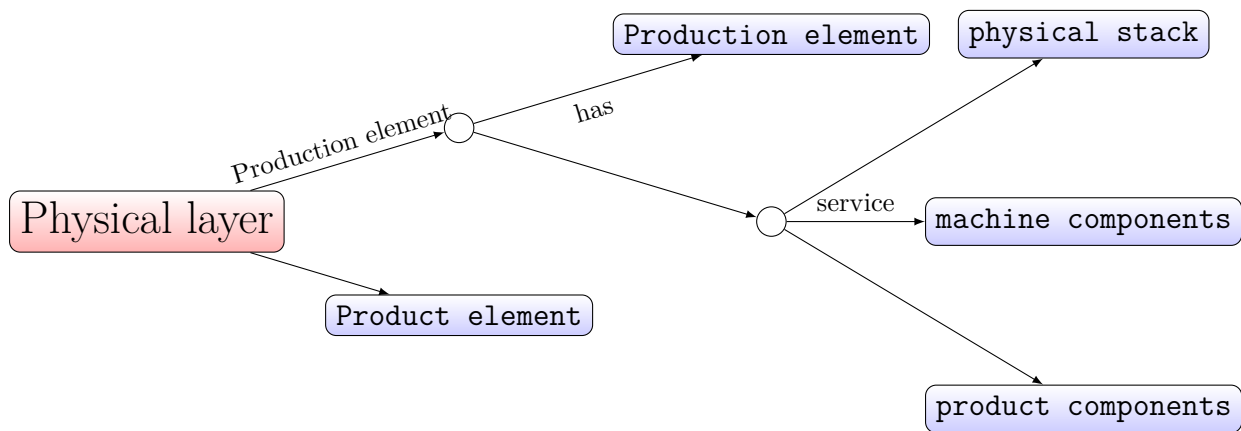 Production element
physical stack
has
Production element
Physical layer
service
machine components
Product element
product components